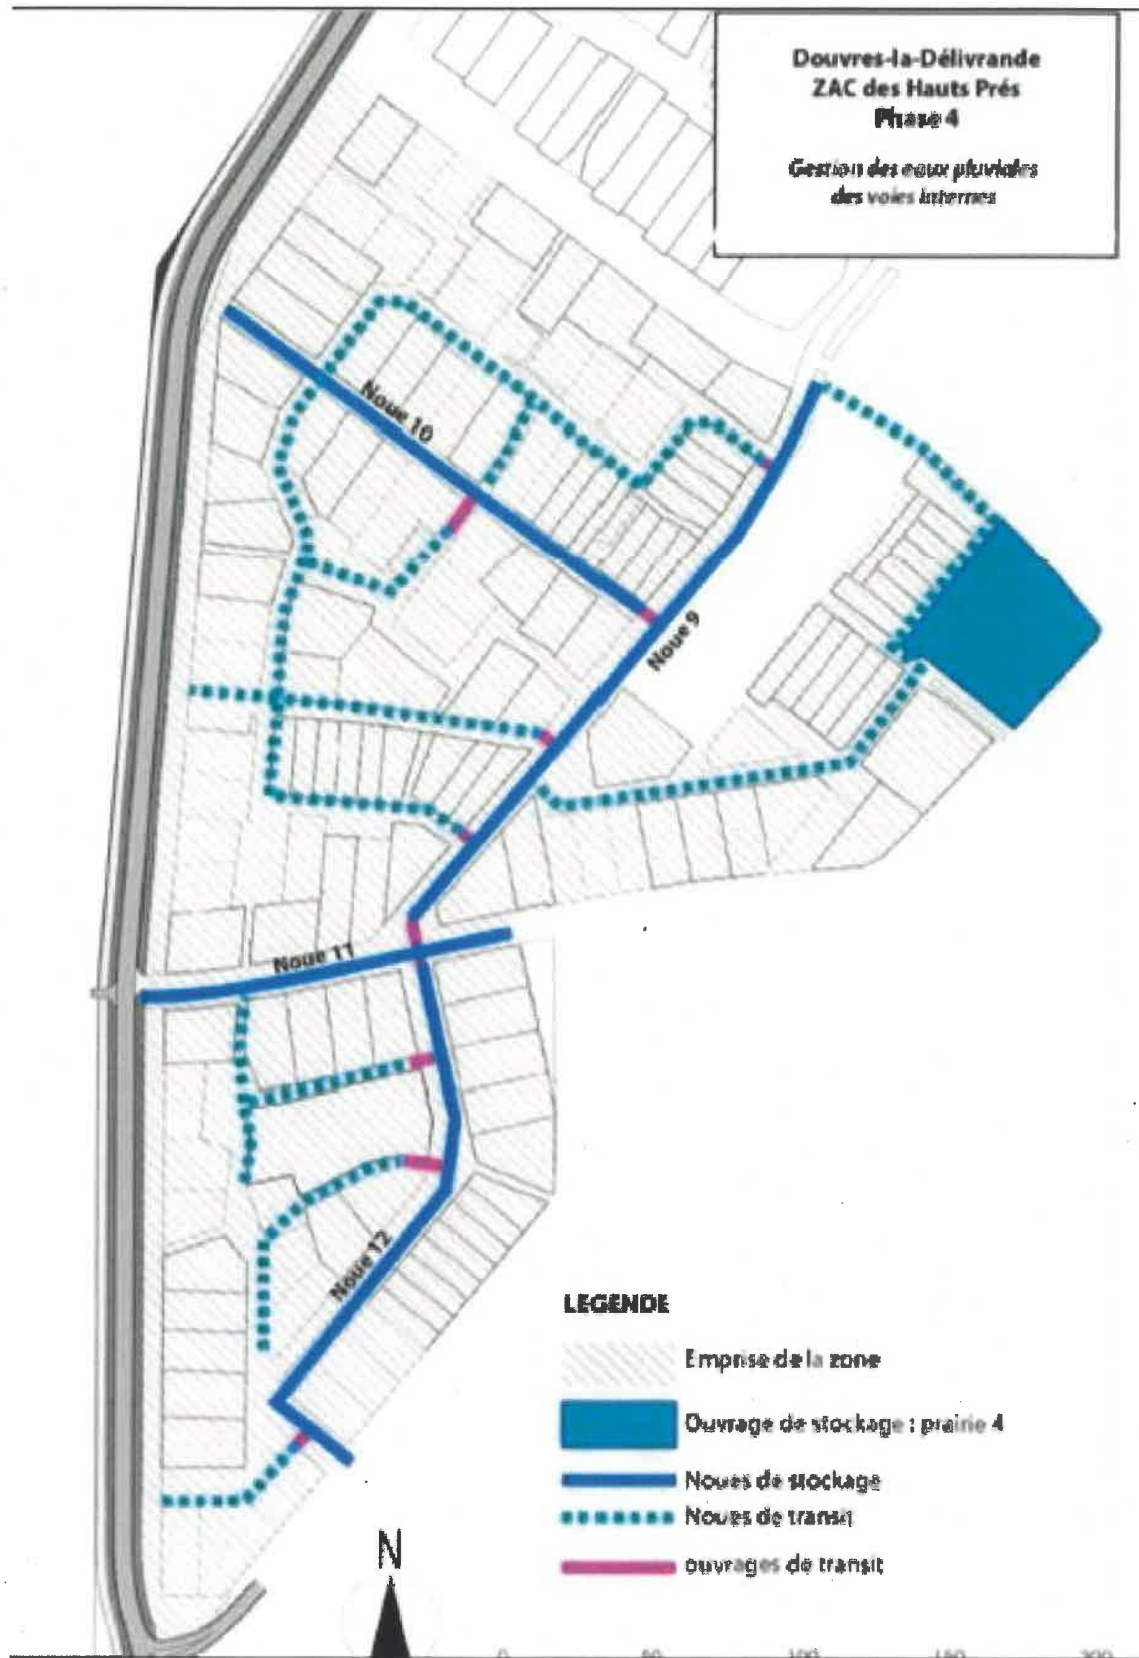 Douvres-la-Délivrande
ZAC des Hauts Prés
Phase 4
Gestion des eaux pluviales
des voies internes
Noue 10
Noue 9
Noue 11
Noue 12
LEGENDE
Emprise de la zone
Ouvrage de stockage : prairie 4
Noues de stockage
Noues de transit
ouvrages de transit
N
0 50 100 150 200